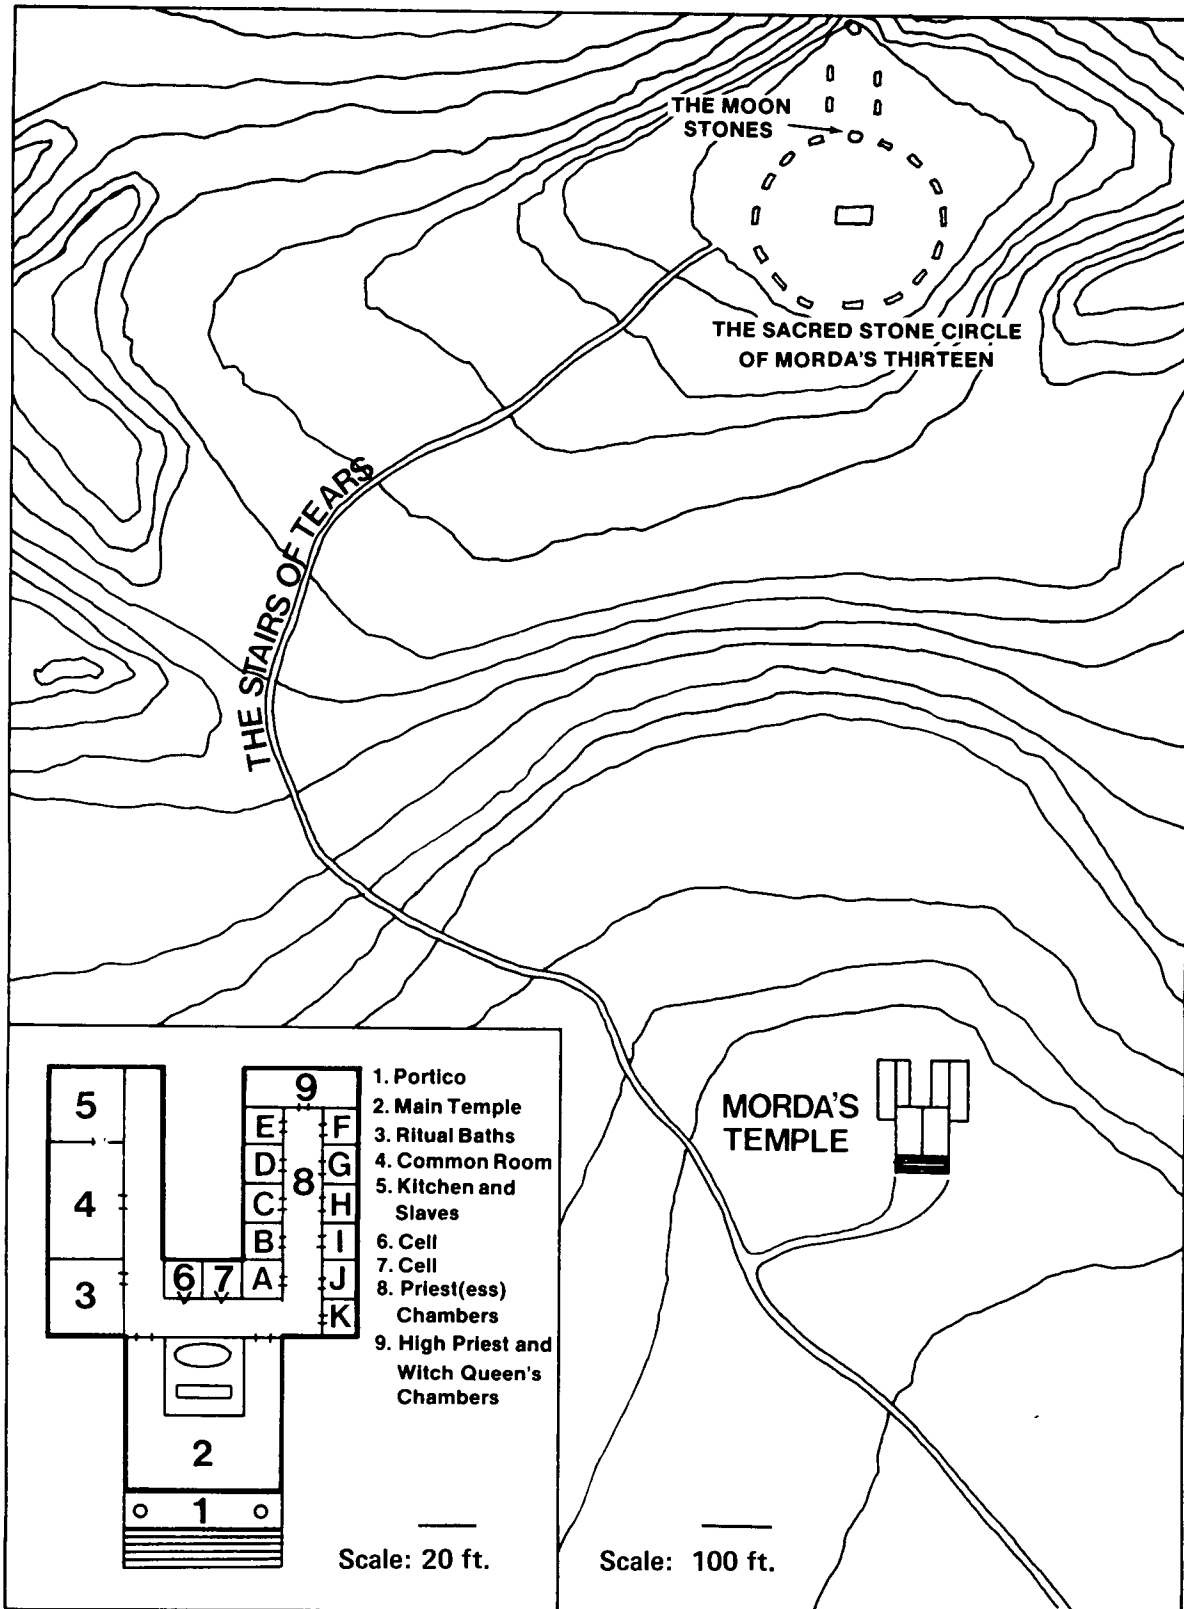 THE MOON
STONES
THE SACRED STONE CIRCLE
OF MORDA'S THIRTEEN
THE STAIRS OF TEARS
MORDA'S
TEMPLE
5
4
3
6
7
E
D
C
B
A
9
8
F
G
H
I
J
K
2
1
1. Portico
2. Main Temple
3. Ritual Baths
4. Common Room
5. Kitchen and
Slaves
6. Cell
7. Cell
8. Priest(ess)
Chambers
9. High Priest and
Witch Queen's
Chambers
Scale: 20 ft.
Scale: 100 ft.